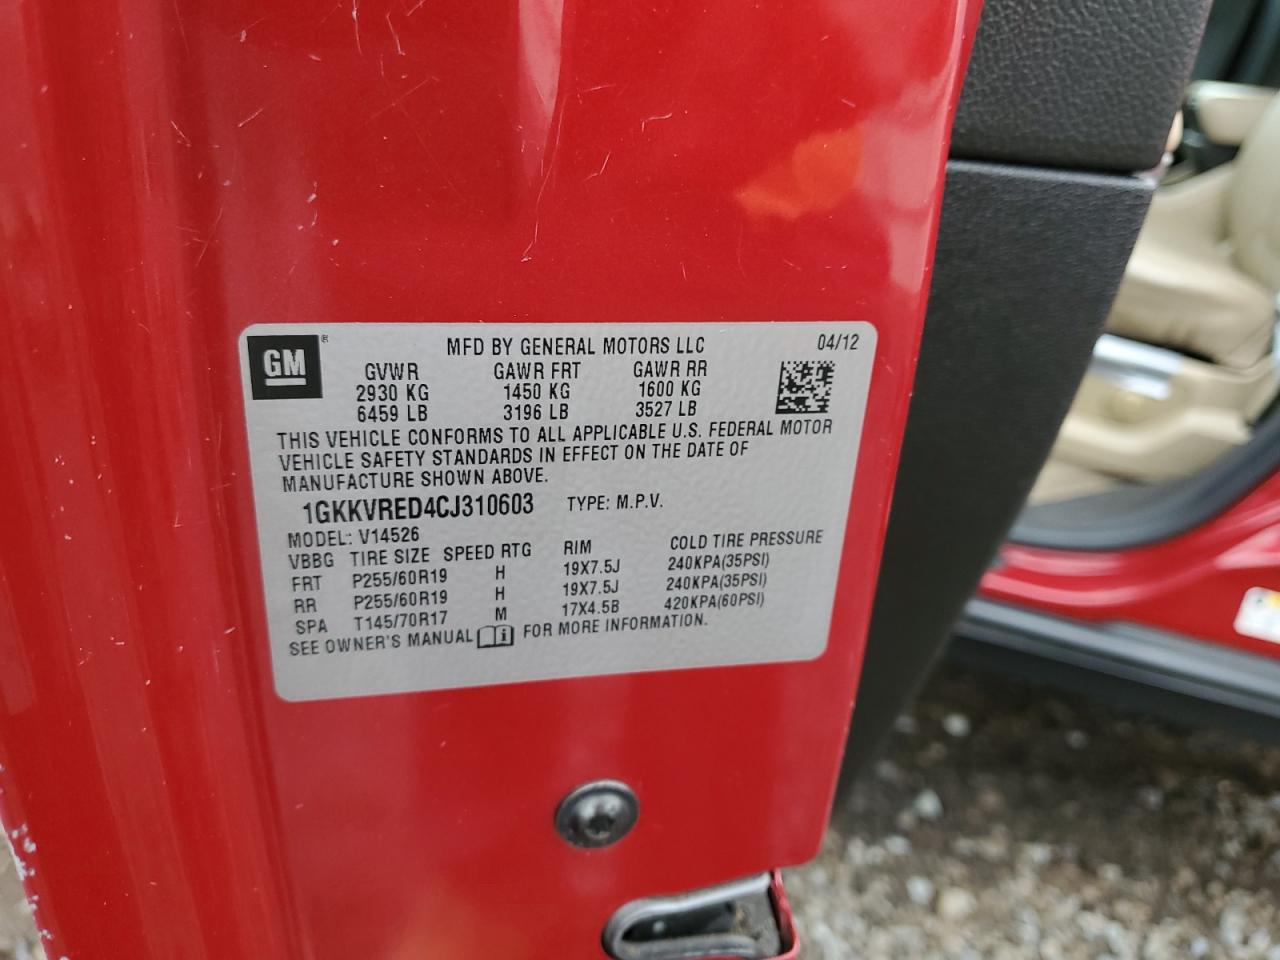 GM ® MFD BY GENERAL MOTORS LLC 04/12
GVWR GAWR FRT GAWR RR
2930 KG 1450 KG 1600 KG
6459 LB 3196 LB 3527 LB
THIS VEHICLE CONFORMS TO ALL APPLICABLE U.S. FEDERAL MOTOR
VEHICLE SAFETY STANDARDS IN EFFECT ON THE DATE OF
MANUFACTURE SHOWN ABOVE.
1GKKVRED4CJ310603 TYPE: M.P.V.
MODEL: V14526
VBBG TIRE SIZE SPEED RTG RIM COLD TIRE PRESSURE
FRT P255/60R19 H 19X7.5J 240KPA(35PSI)
RR P255/60R19 H 19X7.5J 240KPA(35PSI)
SPA T145/70R17 M 17X4.5B 420KPA(60PSI)
SEE OWNER'S MANUAL i FOR MORE INFORMATION.